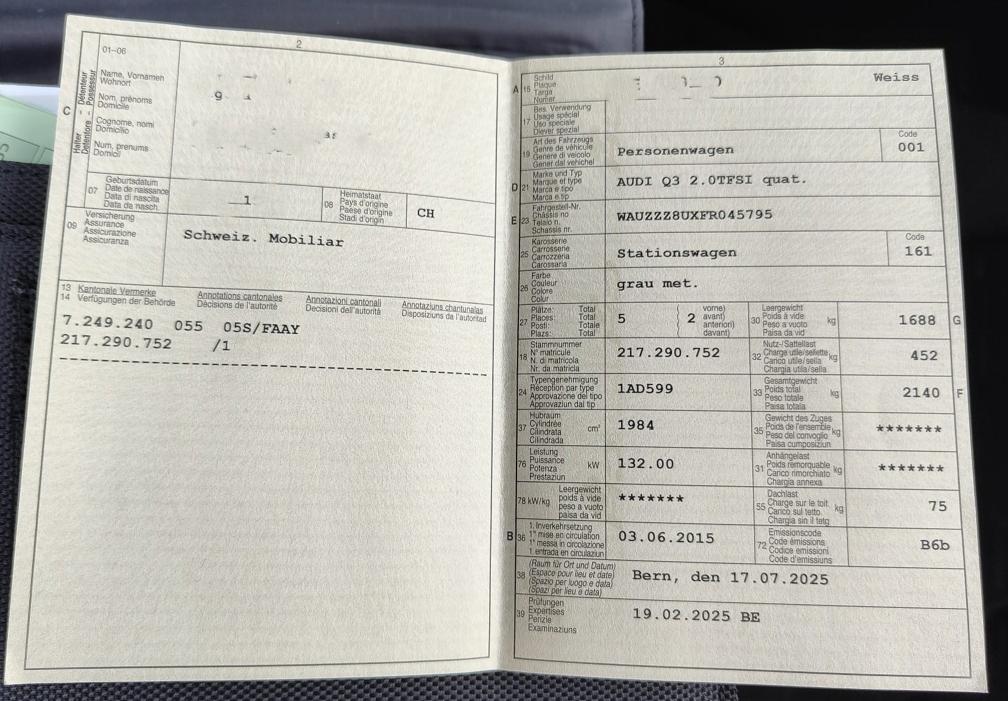 2
01–06
C
Halter - Détenteur
Detentore - Possessur
Name, Vornamen
Wohnort
Nom, prénoms
Domicile
Cognome, nomi
Domicilio
Num, prenums
Domicil
07
Geburtsdatum
Date de naissance
Data di nascita
Data da nasch.
1
08
Heimatstaat
Pays d'origine
Paese d'origine
Stadi d'origin
CH
09
Versicherung
Assurance
Assicurazione
Assicuranza
Schweiz. Mobiliar
13 Kantonale Vermerke Annotations cantonales Annotazioni cantonali Annotaziuns chantunalas
14 Verfügungen der Behörde Décisions de l'autorité Decisioni dell'autorità Disposiziuns da l'autoritad
7.249.240 055 05S/FAAY
217.290.752 /1
3
A 15
Schild
Plaque
Targa
Numer
Weiss
17
Bes. Verwendung
Usage spécial
Uso speciale
Diever spezial
19
Art des Fahrzeugs
Genre de véhicule
Genere di veicolo
Gener dal vehichel
Personenwagen
Code
001
D 21
Marke und Typ
Marque et type
Marca e tipo
Marca e tip
AUDI Q3 2.0TFSI quat.
E 23
Fahrgestell-Nr.
Châssis no
Telaio n.
Schassis nr.
WAUZZZ8UXFR045795
25
Karosserie
Carrosserie
Carrozzeria
Carossaria
Stationswagen
Code
161
26
Farbe
Couleur
Colore
Colur
grau met.
27
Plätze: Total
Places: Total
Posti: Totale
Plazs: Total
5
2
vorne)
avant)
anteriori)
davant)
30
Leergewicht
Poids à vide
Peso a vuoto
Paisa da vid
kg
1688
G
18
Stammnummer
N° matricule
N. di matricola
Nr. da matricla
217.290.752
32
Nutz-/Sattellast
Charge utile/sellette
Carico utile/sella
Chargia utila/sella
kg
452
24
Typengenehmigung
Réception par type
Approvazione del tipo
Approvaziun dal tip
1AD599
33
Gesamtgewicht
Poids total
Peso totale
Paisa totala
kg
2140
F
37
Hubraum
Cylindrée
Cilindrata
Cilindrada
cm³
1984
35
Gewicht des Zuges
Poids de l'ensemble
Peso del convoglio
Paisa cumposiziun
kg
*******
76
Leistung
Puissance
Potenza
Prestaziun
kW
132.00
31
Anhängelast
Poids remorquable
Carico rimorchiato
Chargia annexa
kg
*******
78 kW/kg
Leergewicht
poids à vide
peso a vuoto
paisa da vid
*******
55
Dachlast
Charge sur le toit
Carico sul tetto
Chargia sin il tetg
kg
75
B 36
1. Inverkehrsetzung
1re mise en circulation
1a messa in circolazione
1. entrada en circulaziun
03.06.2015
72
Emissionscode
Code émissions
Codice emissioni
Code d'emissiuns
B6b
38
(Raum für Ort und Datum)
(Espace pour lieu et date)
(Spazio per luogo e data)
(Spazi per lieu e data)
Bern, den 17.07.2025
39
Prüfungen
Expertises
Perizie
Examinaziuns
19.02.2025 BE